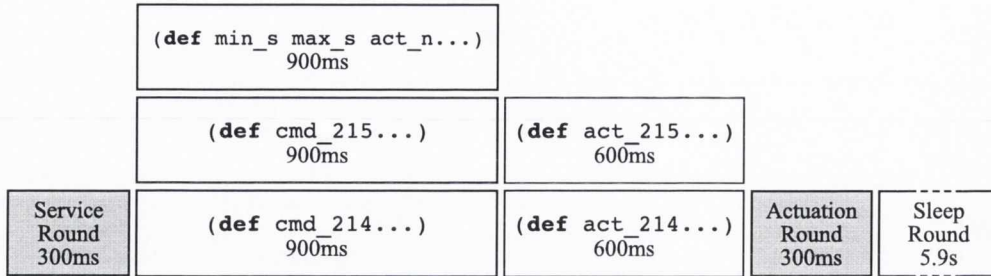 (def min_s max_s act_n...)
900ms
(def cmd_215...)
900ms
(def act_215...)
600ms
Service
Round
300ms
(def cmd_214...)
900ms
(def act_214...)
600ms
Actuation
Round
300ms
Sleep
Round
5.9s